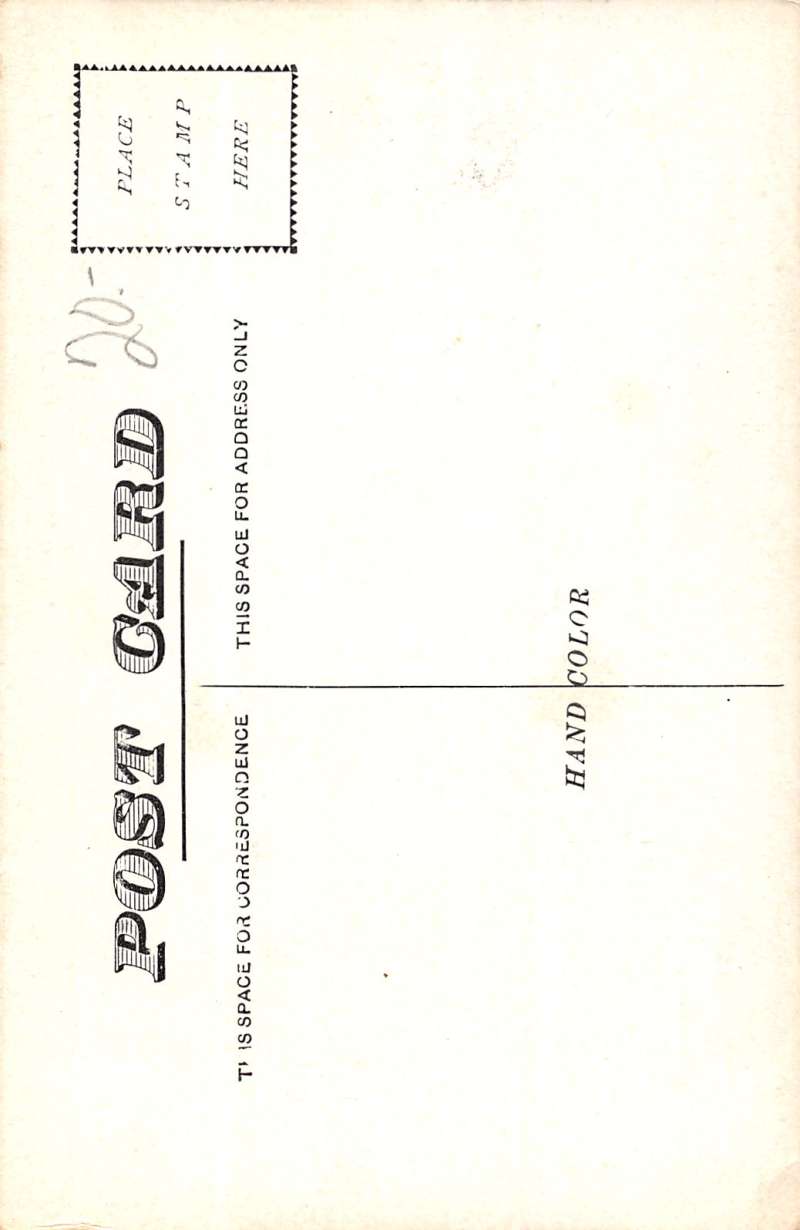 POST CARD
20.-
PLACE
STAMP
HERE
THIS SPACE FOR CORRESPONDENCE
THIS SPACE FOR ADDRESS ONLY
HAND COLOR